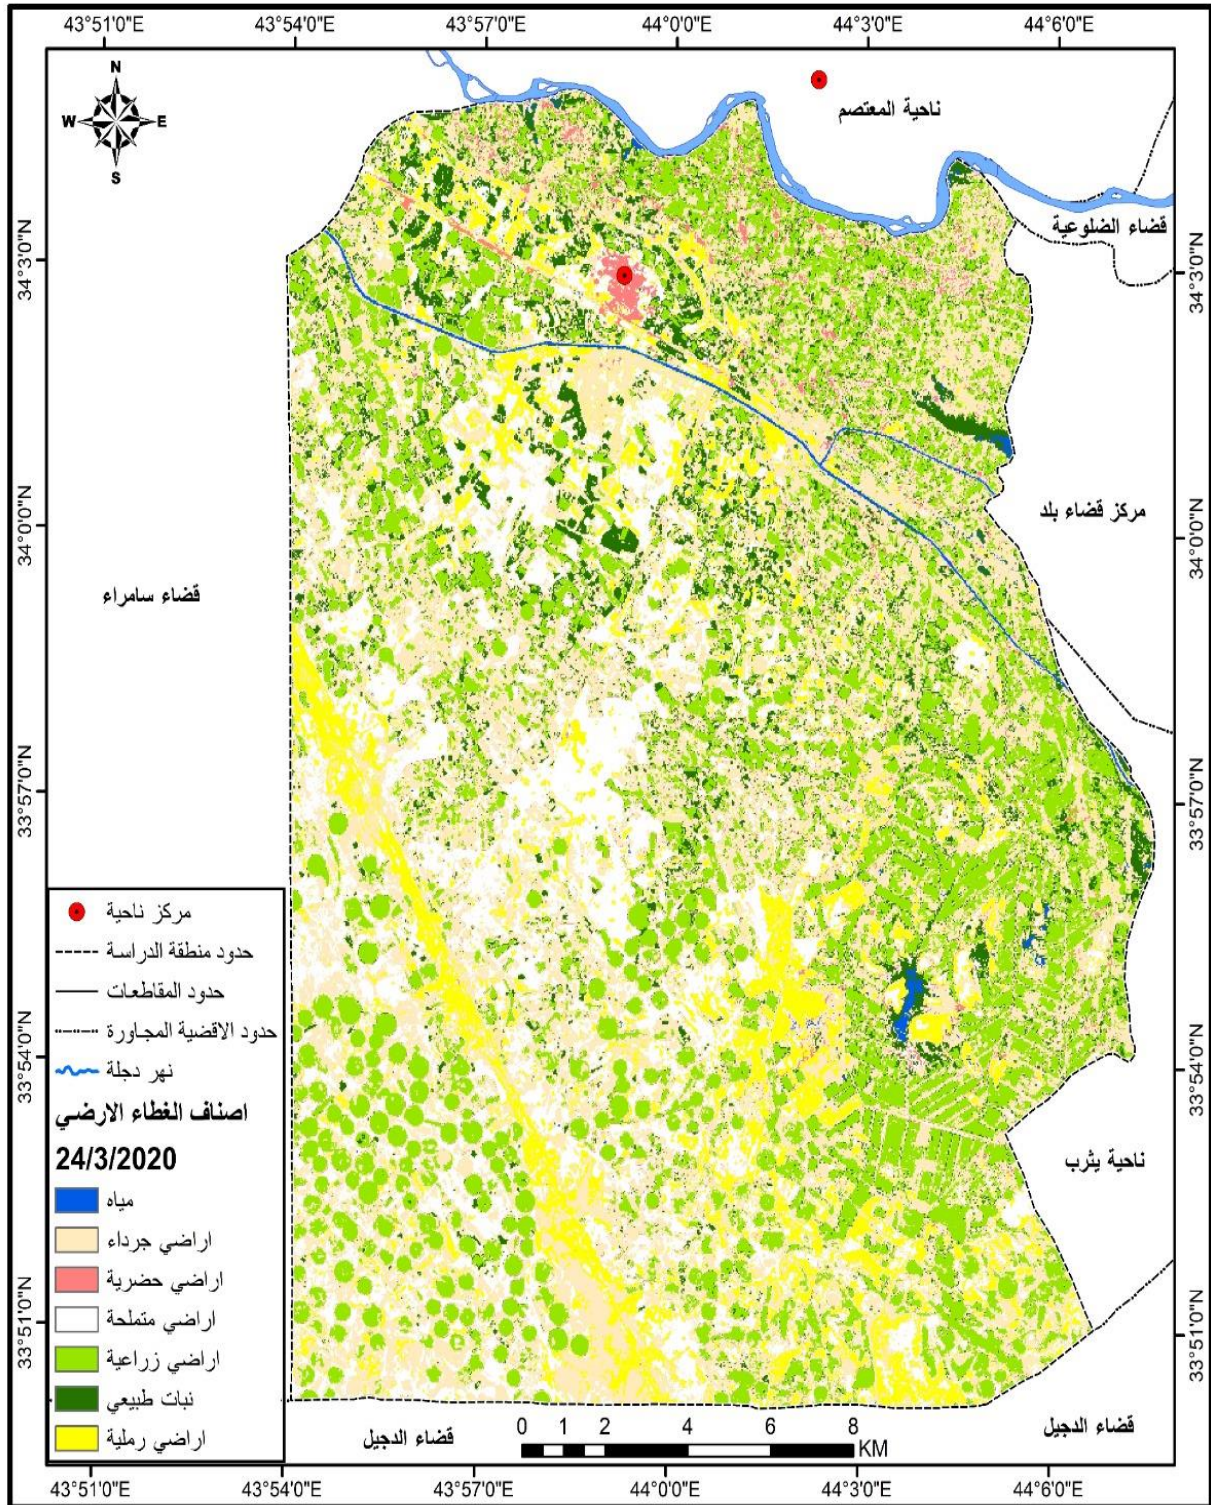 43°51'0"E 43°54'0"E 43°57'0"E 44°0'0"E 44°3'0"E 44°6'0"E
N
W E
S
ناحية المعتصم
قضاء الضلوعية
34°3'0"N
34°3'0"N
مركز قضاء بلد
34°0'0"N
34°0'0"N
قضاء سامراء
33°57'0"N
33°57'0"N
مركز ناحية
حدود منطقة الدراسة
حدود المقاطعات
حدود الاقضية المجاورة
نهر دجلة
اصناف الغطاء الارضي
24/3/2020
مياه
اراضي جرداء
اراضي حضرية
اراضي متملحة
اراضي زراعية
نبات طبيعي
اراضي رملية
33°54'0"N
33°54'0"N
ناحية يثرب
33°51'0"N
33°51'0"N
قضاء الدجيل
قضاء الدجيل
0 1 2 4 6 8
KM
43°51'0"E 43°54'0"E 43°57'0"E 44°0'0"E 44°3'0"E 44°6'0"E